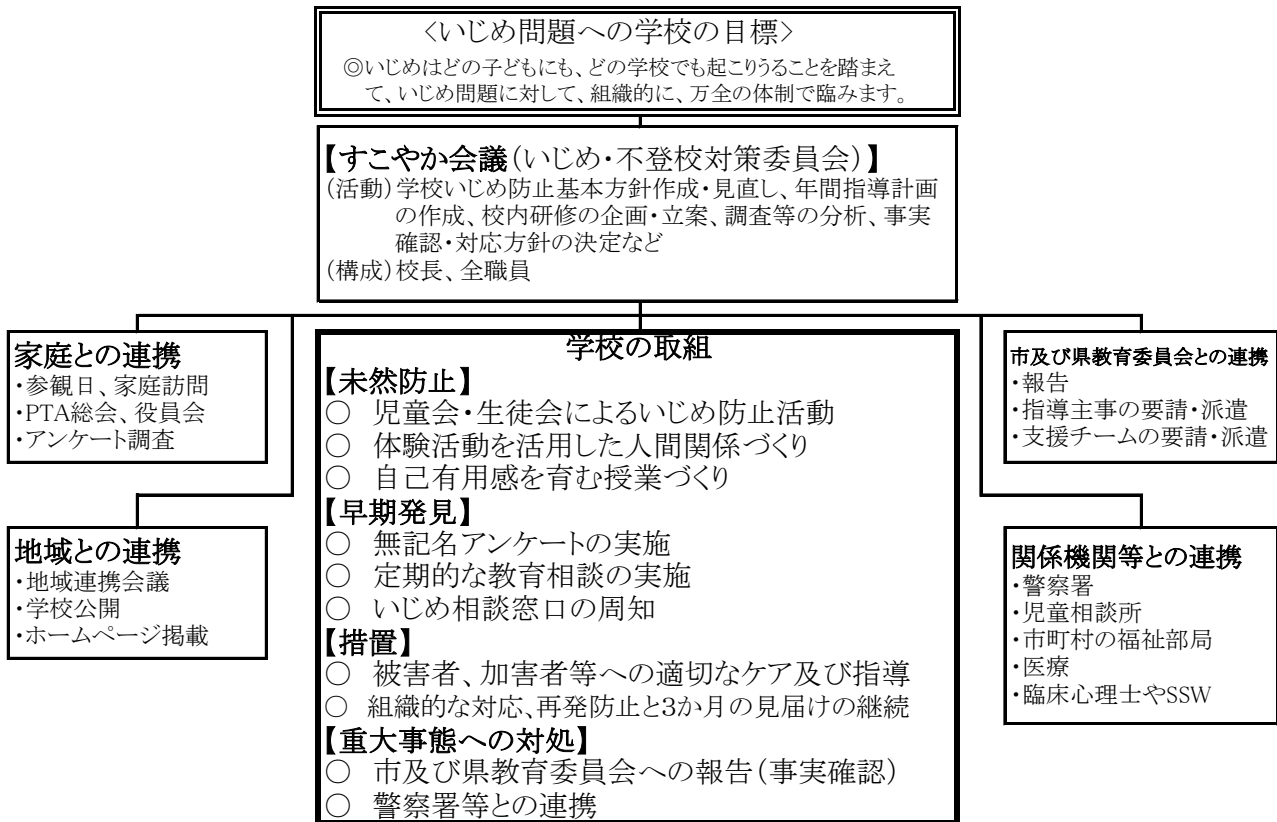 〈いじめ問題への学校の目標〉
◎いじめはどの子どもにも、どの学校でも起こりうることを踏まえ
て、いじめ問題に対して、組織的に、万全の体制で臨みます。
【すこやか会議(いじめ・不登校対策委員会)】
(活動)学校いじめ防止基本方針作成・見直し、年間指導計画
の作成、校内研修の企画・立案、調査等の分析、事実
確認・対応方針の決定など
(構成)校長、全職員
家庭との連携
・参観日、家庭訪問
・PTA総会、役員会
・アンケート調査
地域との連携
・地域連携会議
・学校公開
・ホームページ掲載
学校の取組
【未然防止】
○ 児童会・生徒会によるいじめ防止活動
○ 体験活動を活用した人間関係づくり
○ 自己有用感を育む授業づくり
【早期発見】
○ 無記名アンケートの実施
○ 定期的な教育相談の実施
○ いじめ相談窓口の周知
【措置】
○ 被害者、加害者等への適切なケア及び指導
○ 組織的な対応、再発防止と3か月の見届けの継続
【重大事態への対処】
○ 市及び県教育委員会への報告(事実確認)
○ 警察署等との連携
市及び県教育委員会との連携
・報告
・指導主事の要請・派遣
・支援チームの要請・派遣
関係機関等との連携
・警察署
・児童相談所
・市町村の福祉部局
・医療
・臨床心理士やSSW